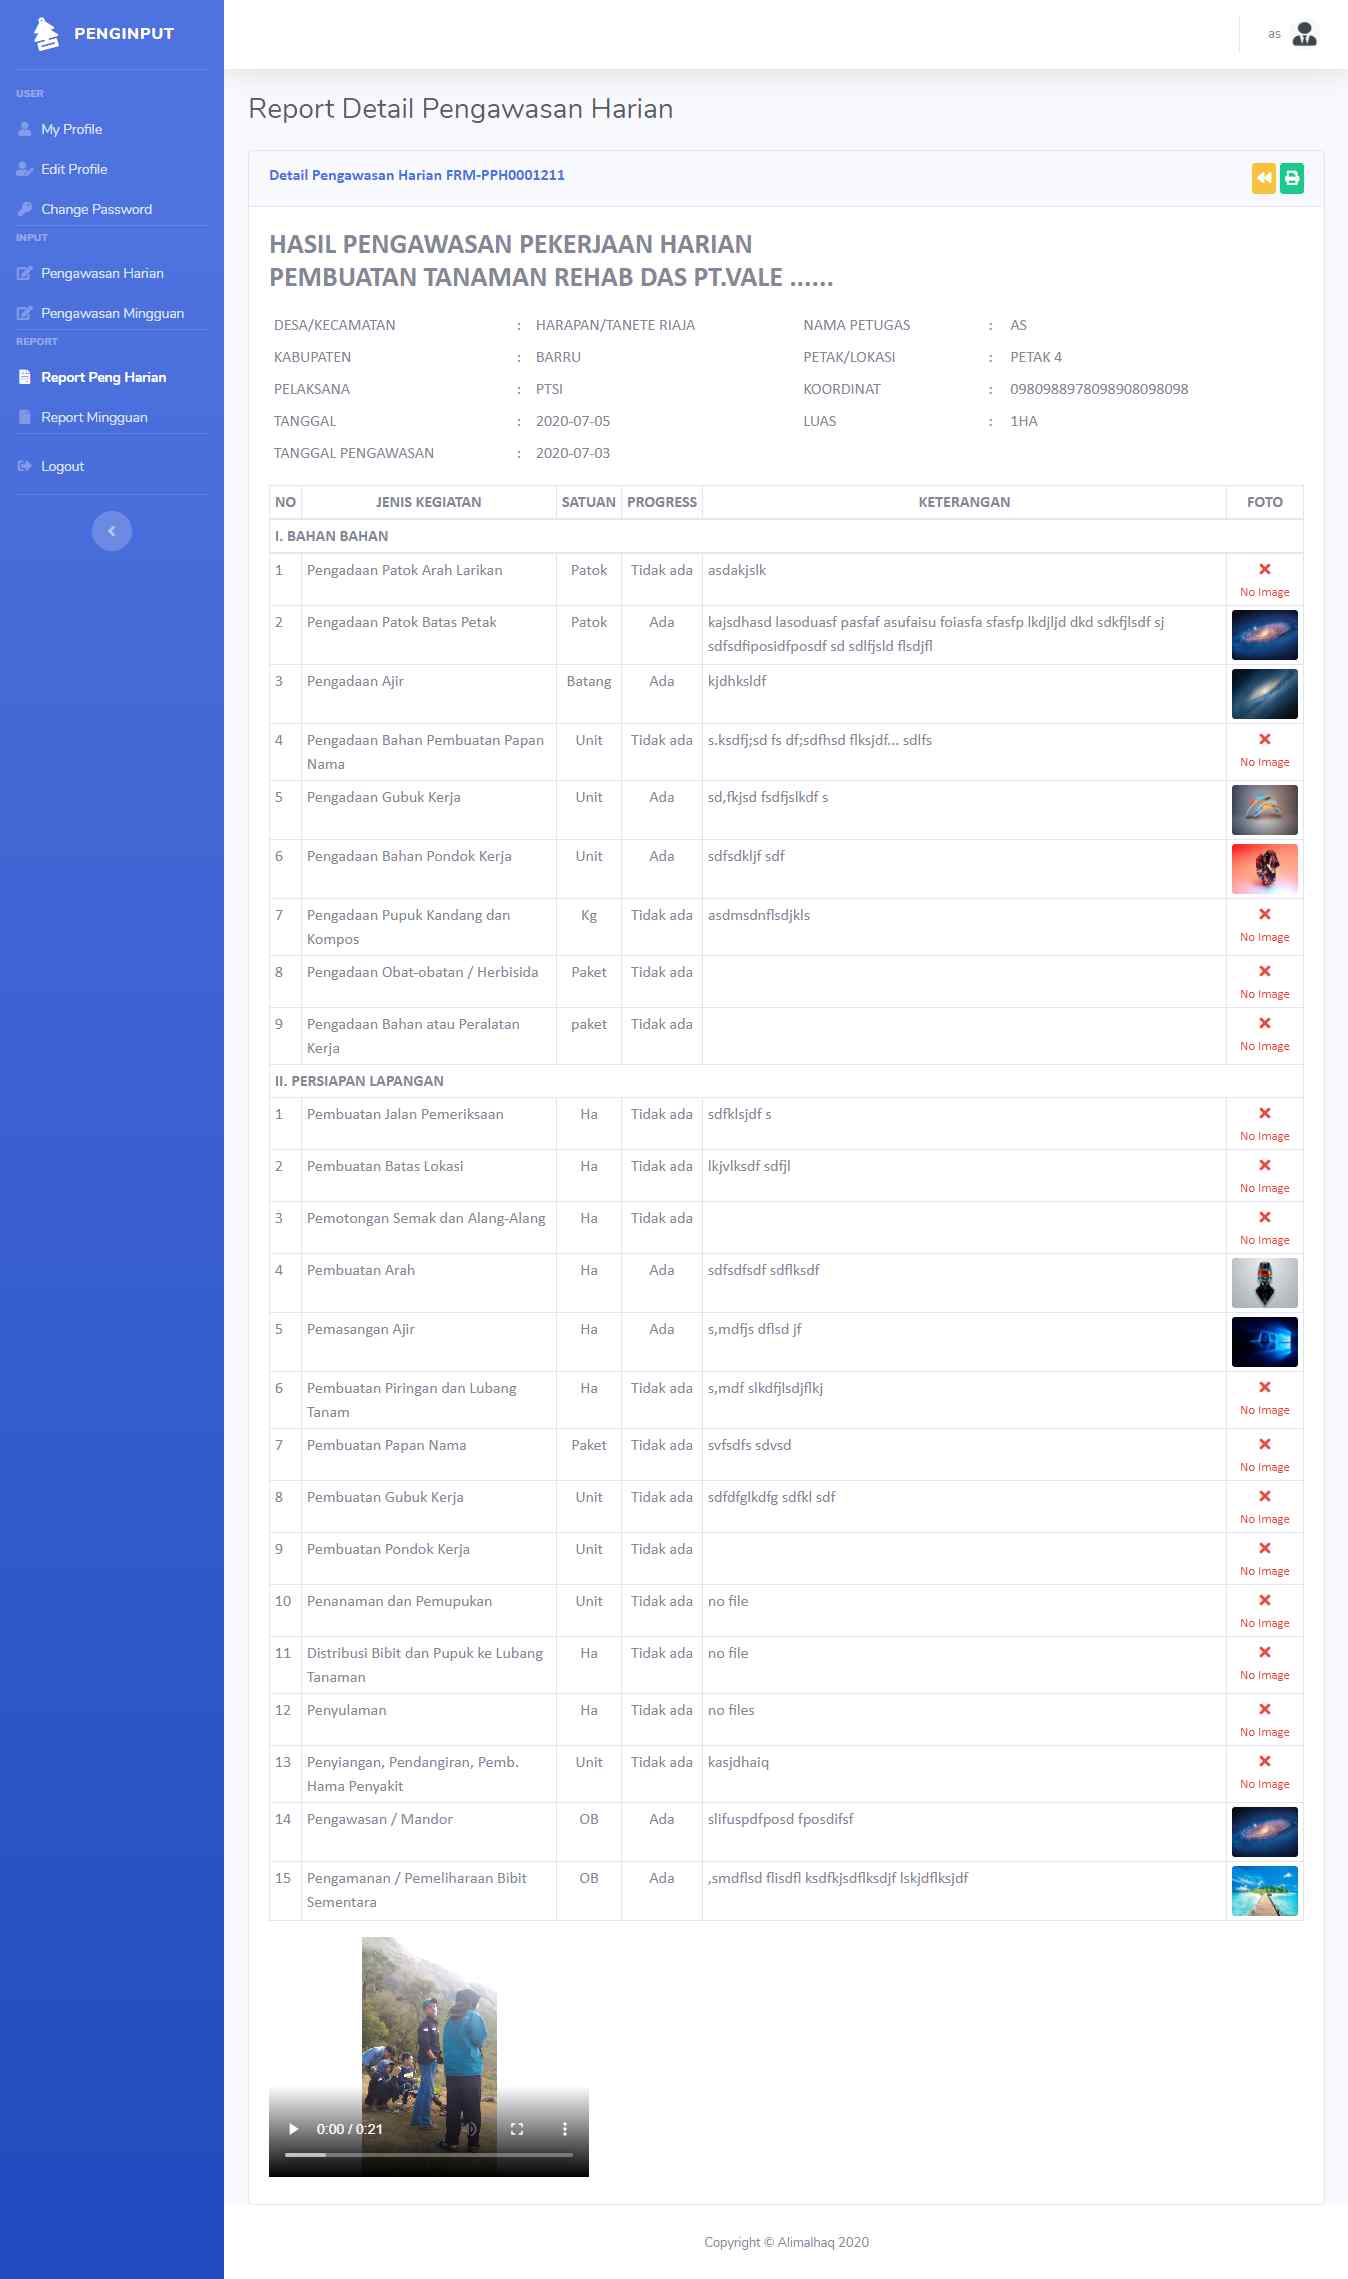 PENGINPUT
as
USER
My Profile
Edit Profile
Change Password
INPUT
Pengawasan Harian
Pengawasan Mingguan
REPORT
Report Peng Harian
Report Mingguan
Logout
Report Detail Pengawasan Harian
Detail Pengawasan Harian FRM-PPH0001211
HASIL PENGAWASAN PEKERJAAN HARIAN
PEMBUATAN TANAMAN REHAB DAS PT.VALE ......
DESA/KECAMATAN : HARAPAN/TANETE RIAJA NAMA PETUGAS : AS
KABUPATEN : BARRU PETAK/LOKASI : PETAK 4
PELAKSANA : PTSI KOORDINAT : 0980988978098908098098
TANGGAL : 2020-07-05 LUAS : 1HA
TANGGAL PENGAWASAN : 2020-07-03
NO JENIS KEGIATAN SATUAN PROGRESS KETERANGAN FOTO
I. BAHAN BAHAN
1 Pengadaan Patok Arah Larikan Patok Tidak ada asdakjslk
No Image
2 Pengadaan Patok Batas Petak Patok Ada kajsdhasd lasoduasf pasfaf asufaisu foiasfa sfasfp lkdjljd dkd sdkfjlsdf sj
sdfsdfiposidfposdf sd sdlfjsld flsdjfl
3 Pengadaan Ajir Batang Ada kjdhksldf
4 Pengadaan Bahan Pembuatan Papan Unit Tidak ada s.ksdfj;sd fs df;sdfhsd flksjdf... sdlfs
Nama No Image
5 Pengadaan Gubuk Kerja Unit Ada sd,fkjsd fsdfjslkdf s
6 Pengadaan Bahan Pondok Kerja Unit Ada sdfsdkljf sdf
7 Pengadaan Pupuk Kandang dan Kg Tidak ada asdmsdnflsdjkls
Kompos No Image
8 Pengadaan Obat-obatan / Herbisida Paket Tidak ada
No Image
9 Pengadaan Bahan atau Peralatan paket Tidak ada
Kerja No Image
II. PERSIAPAN LAPANGAN
1 Pembuatan Jalan Pemeriksaan Ha Tidak ada sdfklsjdf s
No Image
2 Pembuatan Batas Lokasi Ha Tidak ada lkjvlksdf sdfjl
No Image
3 Pemotongan Semak dan Alang-Alang Ha Tidak ada
No Image
4 Pembuatan Arah Ha Ada sdfsdfsdf sdflksdf
5 Pemasangan Ajir Ha Ada s,mdfjs dflsd jf
6 Pembuatan Piringan dan Lubang Ha Tidak ada s,mdf slkdfjlsdjflkj
Tanam No Image
7 Pembuatan Papan Nama Paket Tidak ada svfsdfs sdvsd
No Image
8 Pembuatan Gubuk Kerja Unit Tidak ada sdfdfglkdfg sdfkl sdf
No Image
9 Pembuatan Pondok Kerja Unit Tidak ada
No Image
10 Penanaman dan Pemupukan Unit Tidak ada no file
No Image
11 Distribusi Bibit dan Pupuk ke Lubang Ha Tidak ada no file
Tanaman No Image
12 Penyulaman Ha Tidak ada no files
No Image
13 Penyiangan, Pendangiran, Pemb. Unit Tidak ada kasjdhaiq
Hama Penyakit No Image
14 Pengawasan / Mandor OB Ada slifuspdfposd fposdifsf
15 Pengamanan / Pemeliharaan Bibit OB Ada ,smdflsd flisdfl ksdfkjsdflksdjf lskjdflksjdf
Sementara
0:00 / 0:21
Copyright © Alimalhaq 2020